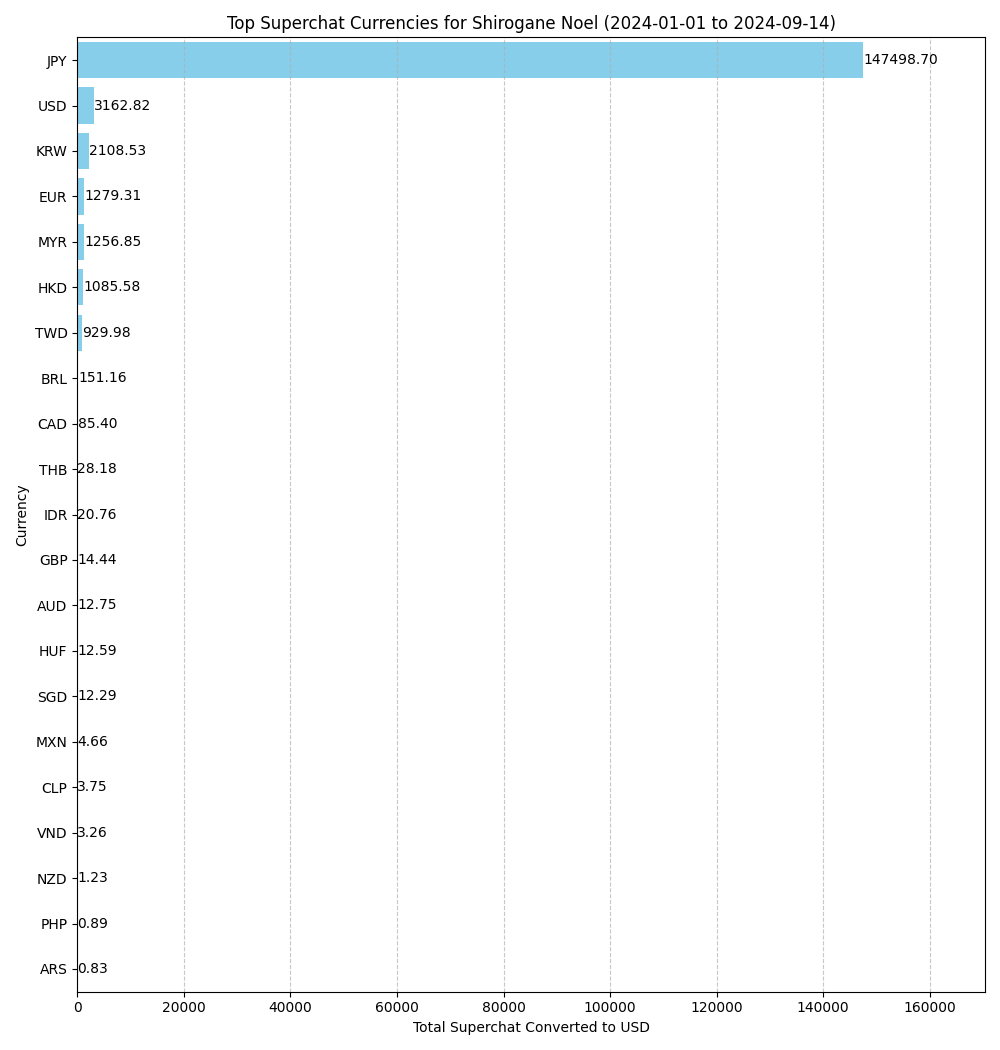 Top Superchat Currencies for Shirogane Noel (2024-01-01 to 2024-09-14)
JPY 147498.70
USD 3162.82
KRW 2108.53
EUR 1279.31
MYR 1256.85
HKD 1085.58
TWD 929.98
BRL 151.16
CAD 85.40
THB 28.18
IDR 20.76
GBP 14.44
AUD 12.75
HUF 12.59
SGD 12.29
MXN 4.66
CLP 3.75
VND 3.26
NZD 1.23
PHP 0.89
ARS 0.83
Currency
0 20000 40000 60000 80000 100000 120000 140000 160000
Total Superchat Converted to USD